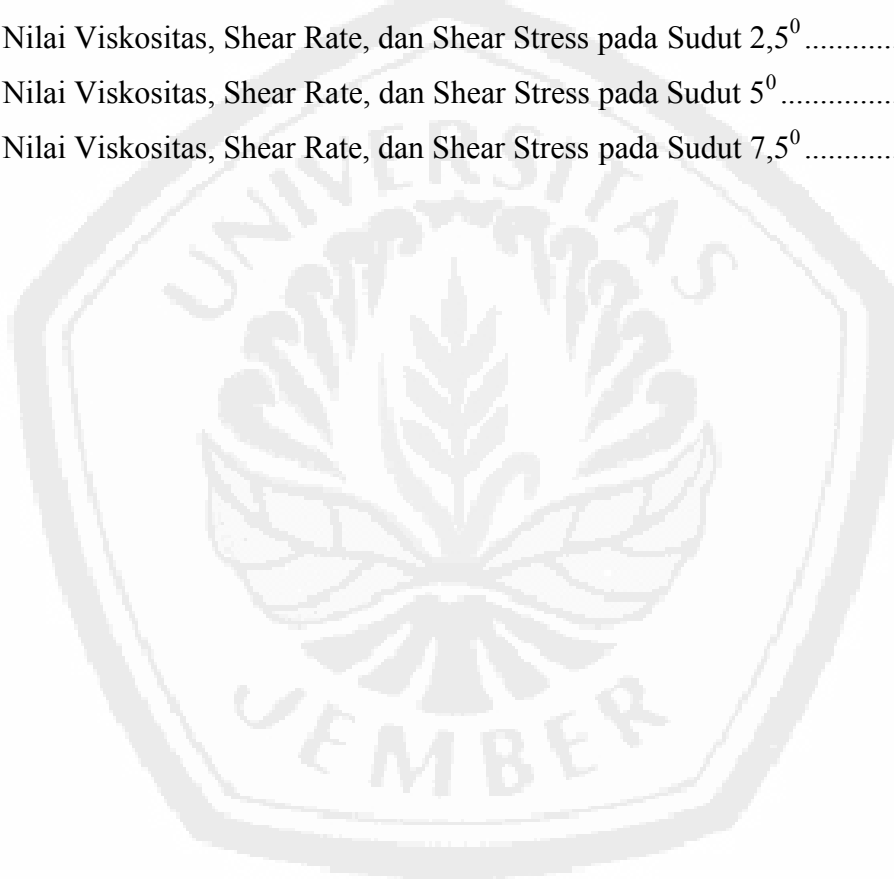 Nilai Viskositas, Shear Rate, dan Shear Stress pada Sudut 2,5⁰ ...........
Nilai Viskositas, Shear Rate, dan Shear Stress pada Sudut 5⁰ ..............
Nilai Viskositas, Shear Rate, dan Shear Stress pada Sudut 7,5⁰ ...........
UNIVERSITAS
JEMBER